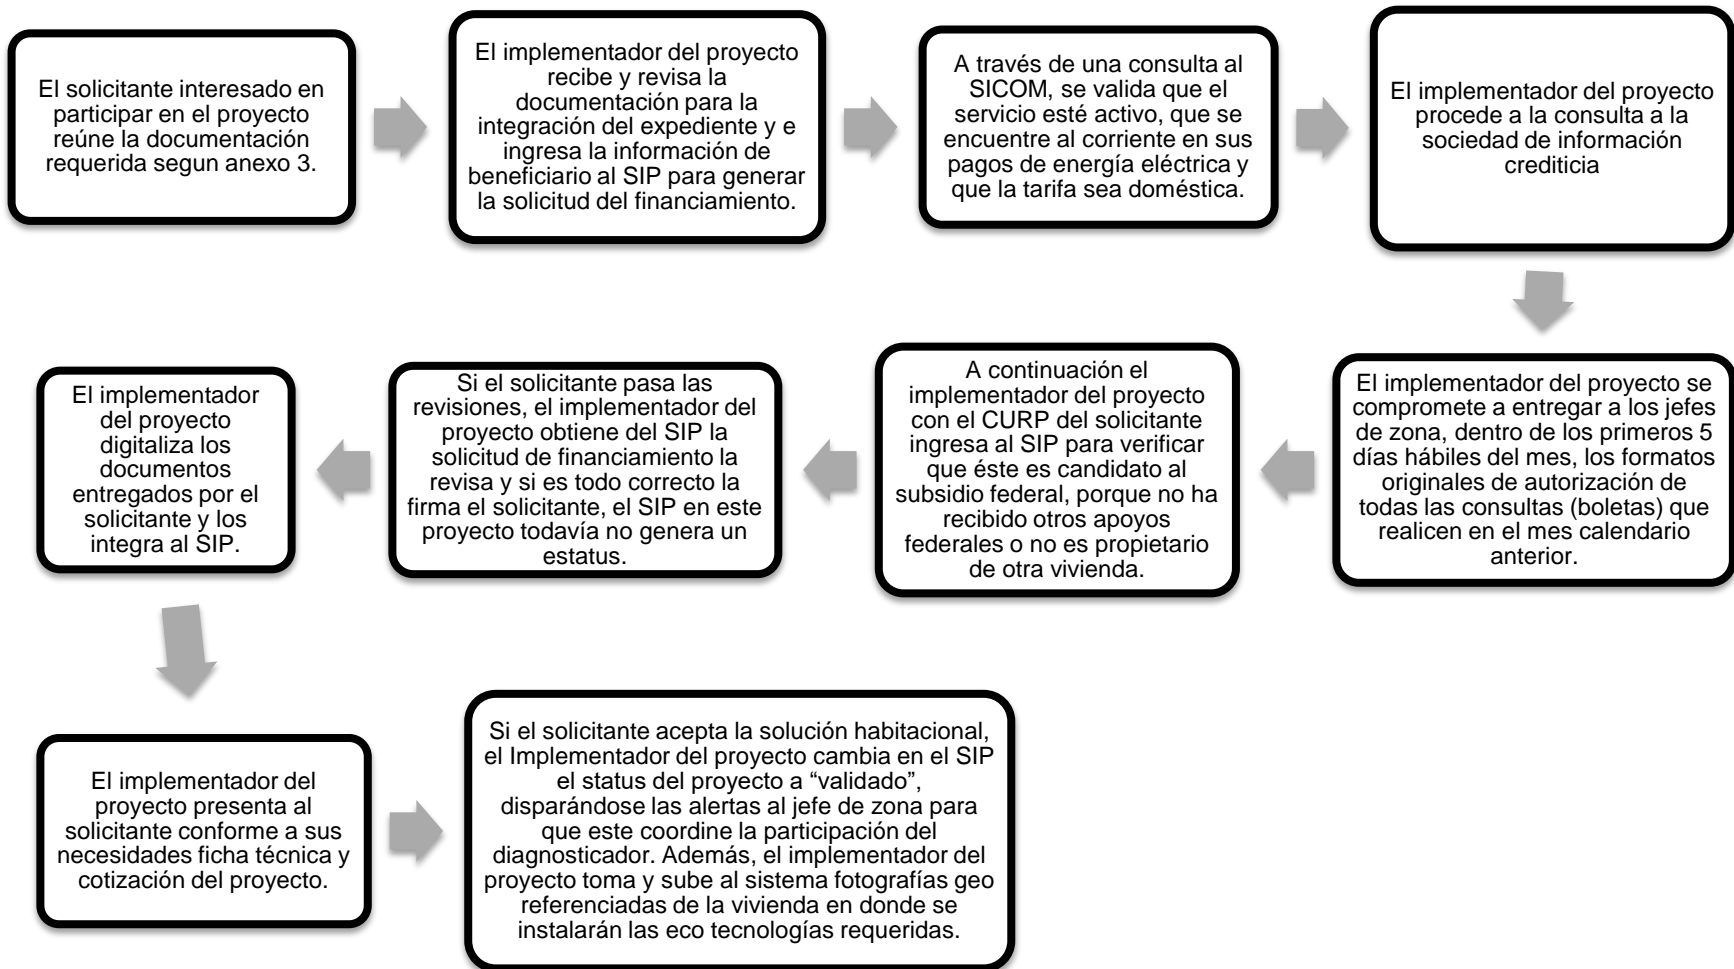 El solicitante interesado en
participar en el proyecto
reúne la documentación
requerida segun anexo 3.
El implementador del proyecto
recibe y revisa la
documentación para la
integración del expediente y e
ingresa la información de
beneficiario al SIP para generar
la solicitud del financiamiento.
A través de una consulta al
SICOM, se valida que el
servicio esté activo, que se
encuentre al corriente en sus
pagos de energía eléctrica y
que la tarifa sea doméstica.
El implementador del proyecto
procede a la consulta a la
sociedad de información
crediticia
El implementador del proyecto se
compromete a entregar a los jefes
de zona, dentro de los primeros 5
días hábiles del mes, los formatos
originales de autorización de
todas las consultas (boletas) que
realicen en el mes calendario
anterior.
A continuación el
implementador del proyecto
con el CURP del solicitante
ingresa al SIP para verificar
que éste es candidato al
subsidio federal, porque no ha
recibido otros apoyos
federales o no es propietario
de otra vivienda.
Si el solicitante pasa las
revisiones, el implementador del
proyecto obtiene del SIP la
solicitud de financiamiento la
revisa y si es todo correcto la
firma el solicitante, el SIP en este
proyecto todavía no genera un
estatus.
El implementador
del proyecto
digitaliza los
documentos
entregados por el
solicitante y los
integra al SIP.
El implementador del
proyecto presenta al
solicitante conforme a sus
necesidades ficha técnica y
cotización del proyecto.
Si el solicitante acepta la solución habitacional,
el Implementador del proyecto cambia en el SIP
el status del proyecto a “validado”,
disparándose las alertas al jefe de zona para
que este coordine la participación del
diagnosticador. Además, el implementador del
proyecto toma y sube al sistema fotografías geo
referenciadas de la vivienda en donde se
instalarán las eco tecnologías requeridas.